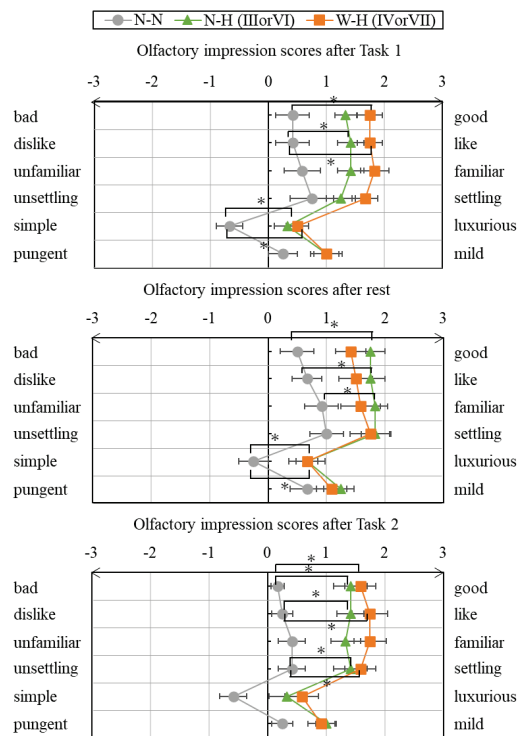 N-N N-H (IIIorVI) W-H (IVorVII)
Olfactory impression scores after Task 1
-3 -2 -1 0 1 2 3
*
bad good
*
dislike like
*
unfamiliar familiar
unsettling settling
*
simple luxurious
*
pungent mild
Olfactory impression scores after rest
-3 -2 -1 0 1 2 3
*
bad good
*
dislike like
*
unfamiliar familiar
unsettling settling
*
simple luxurious
*
pungent mild
Olfactory impression scores after Task 2
-3 -2 -1 0 1 2 3
*
*
bad good
*
dislike like
*
unfamiliar familiar
*
unsettling settling
*
simple luxurious
pungent mild